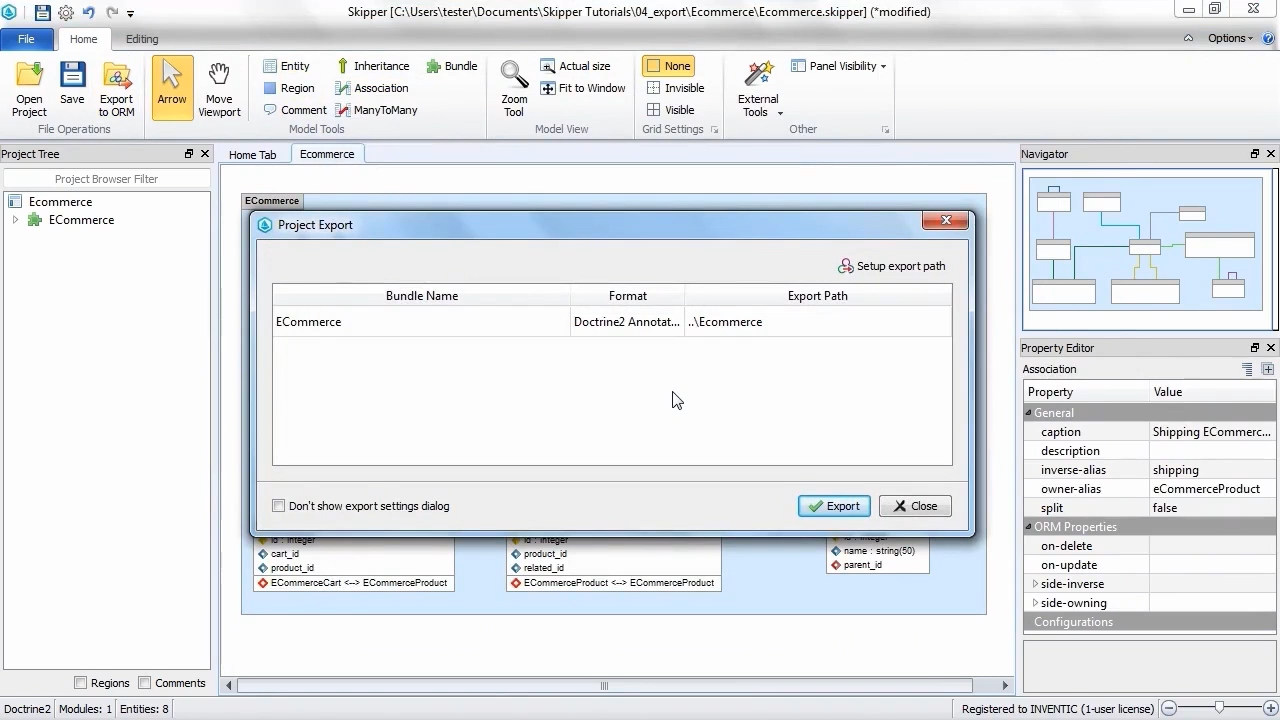 Skipper [C:\Users\tester\Documents\Skipper Tutorials\04_export\Ecommerce\Ecommerce.skipper] (*modified)
File Home Editing Options
Open Project
Save
Export to ORM
File Operations
Arrow
Move Viewport
Entity
Region
Comment
Inheritance
Association
ManyToMany
Bundle
Model Tools
Zoom Tool
Actual size
Fit to Window
Model View
None
Invisible
Visible
Grid Settings
External Tools
Panel Visibility
Other
Project Tree
Project Browser Filter
Ecommerce
ECommerce
Regions Comments
Home Tab Ecommerce
ECommerce
Project Export
Setup export path
Bundle Name Format Export Path
ECommerce Doctrine2 Annotat... ..\Ecommerce
Don't show export settings dialog
Export Close
id : integer
cart_id
product_id
ECommerceCart <--> ECommerceProduct
product_id
related_id
ECommerceProduct <--> ECommerceProduct
id : integer
name : string(50)
parent_id
Navigator
Property Editor
Association
Property Value
General
caption Shipping ECommerc...
description
inverse-alias shipping
owner-alias eCommerceProduct
split false
ORM Properties
on-delete
on-update
side-inverse
side-owning
Configurations
Doctrine2 Modules: 1 Entities: 8
Registered to INVENTIC (1-user license)